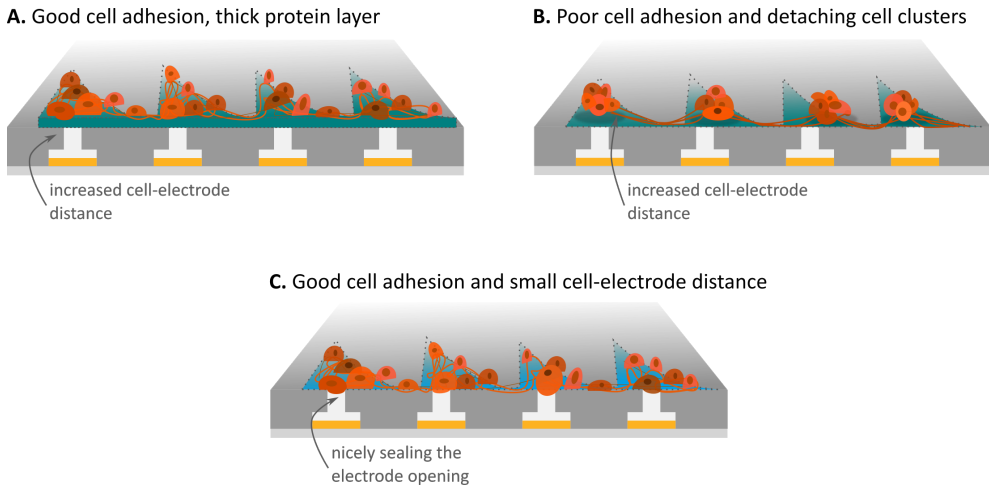 A. Good cell adhesion, thick protein layer
B. Poor cell adhesion and detaching cell clusters
increased cell-electrode
distance
increased cell-electrode
distance
C. Good cell adhesion and small cell-electrode distance
nicely sealing the
electrode opening